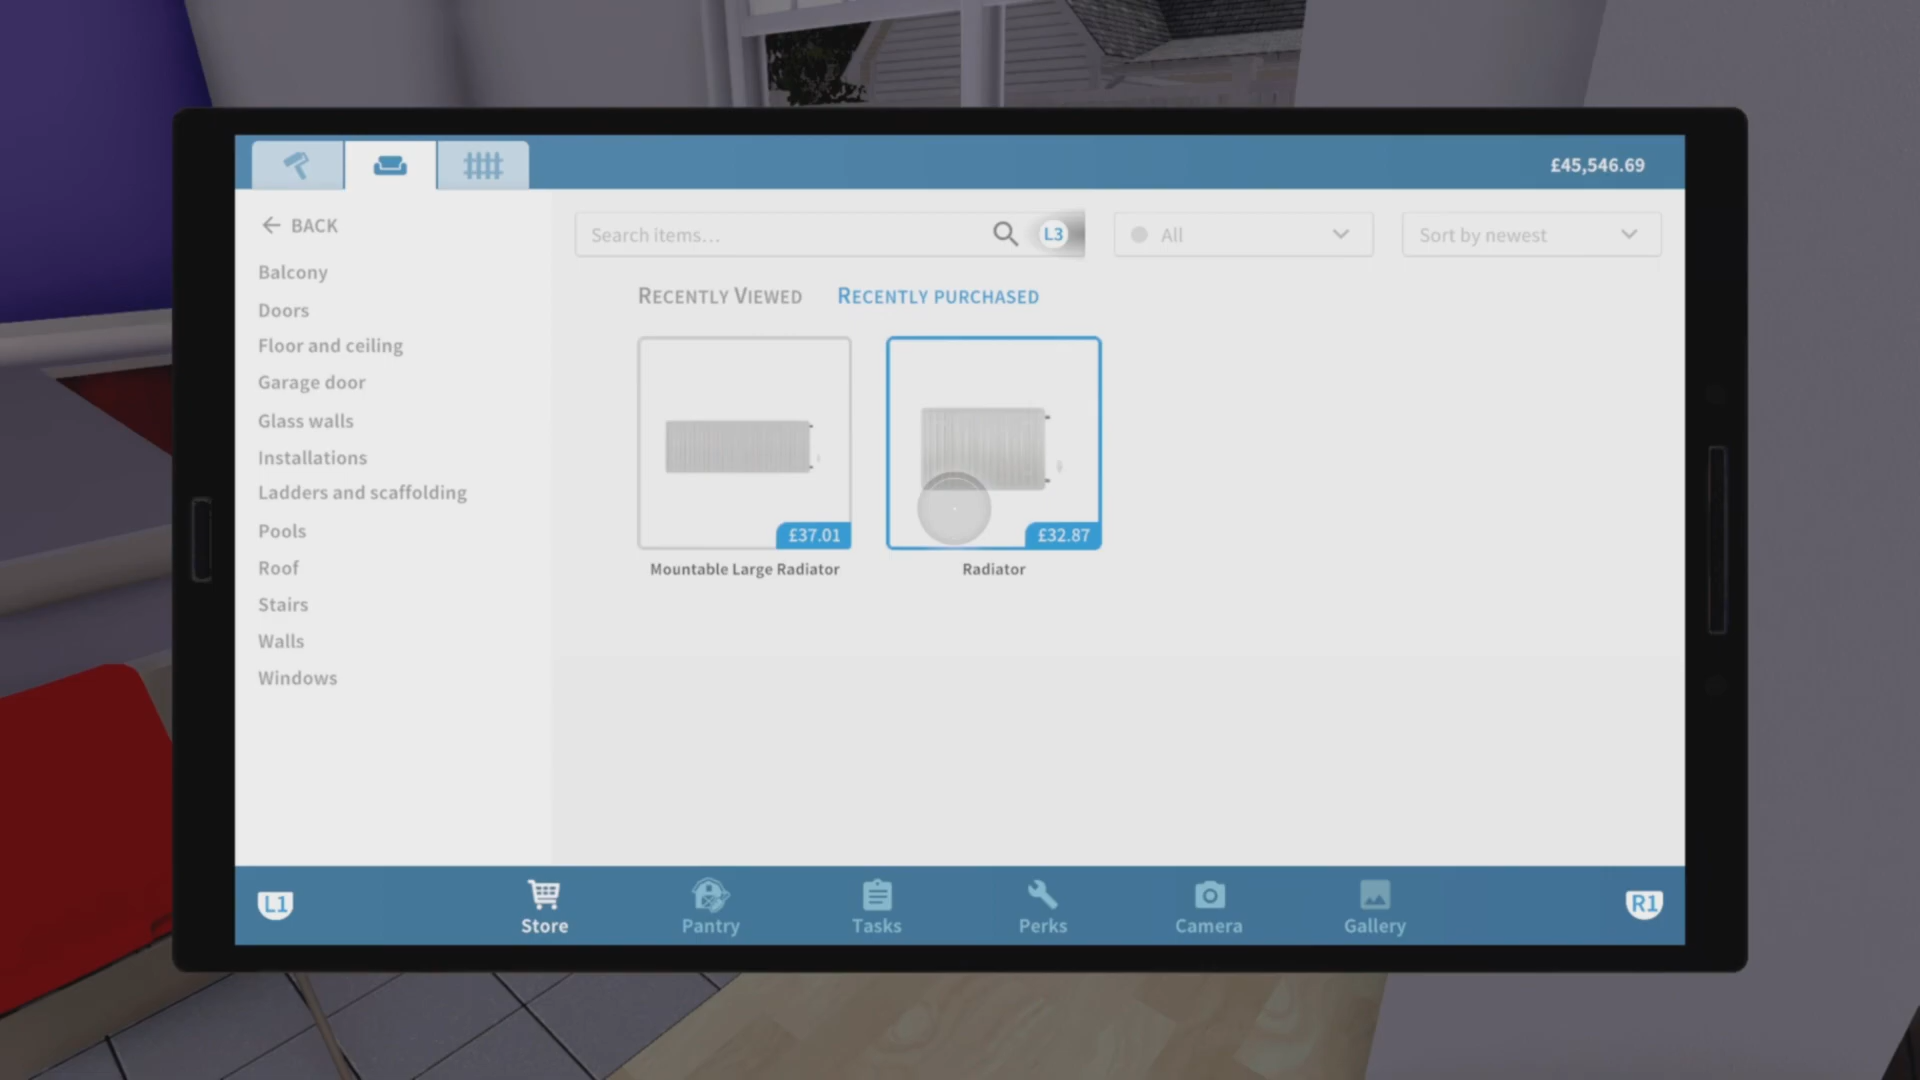 £45,546.69
BACK
Balcony
Doors
Floor and ceiling
Garage door
Glass walls
Installations
Ladders and scaffolding
Pools
Roof
Stairs
Walls
Windows
Search items...
L3
All
Sort by newest
RECENTLY VIEWED
RECENTLY PURCHASED
£37.01
Mountable Large Radiator
£32.87
Radiator
L1
Store
Pantry
Tasks
Perks
Camera
Gallery
R1